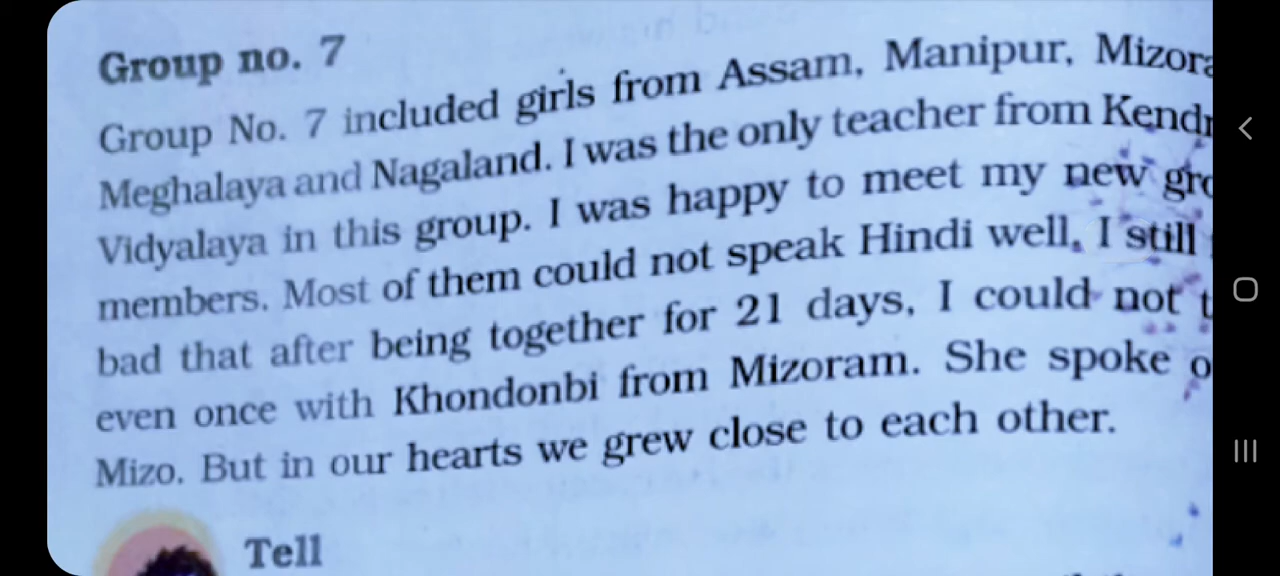 Group no. 7
Group No. 7 included girls from Assam, Manipur,
Meghalaya and Nagaland. I was the only teacher from
Vidyalaya in this group. I was happy to meet my new
members. Most of them could not speak Hindi well, I still
bad that after being together for 21 days, I could not
even once with Khondonbi from Mizoram. She spoke
Mizo. But in our hearts we grew close to each other.
Tell